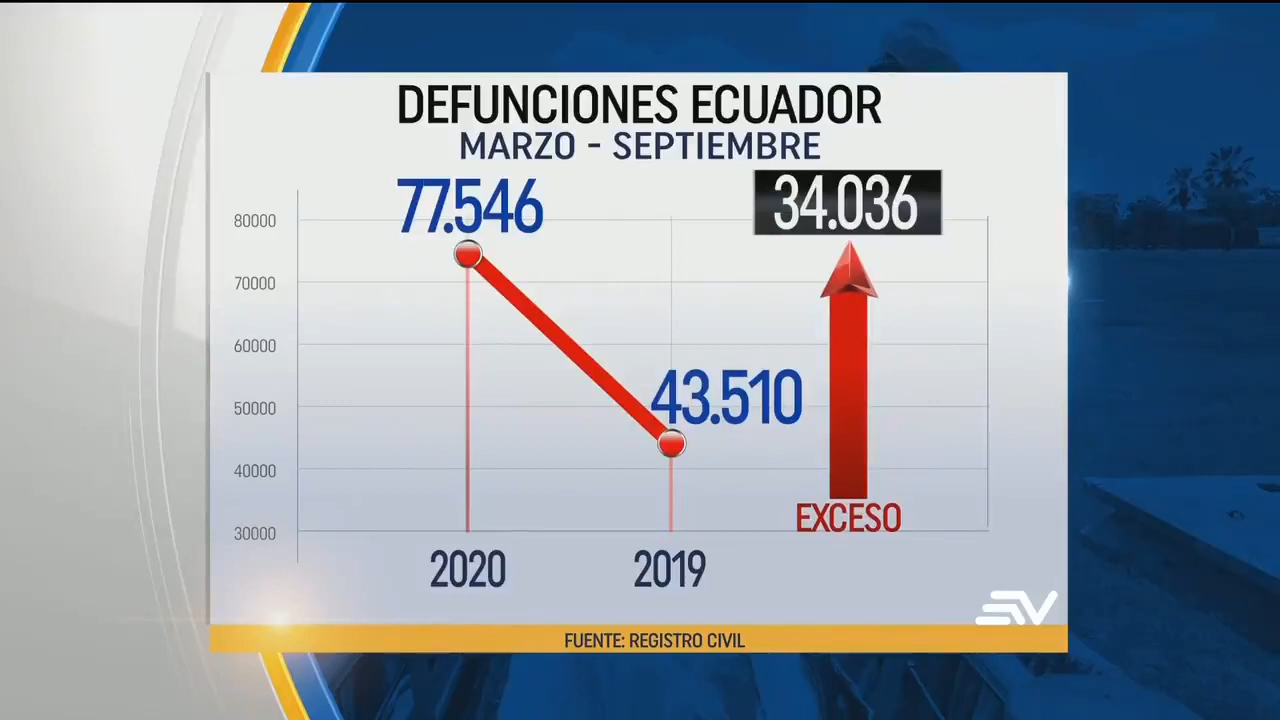 DEFUNCIONES ECUADOR
MARZO - SEPTIEMBRE
77.546
34.036
43.510
80000
70000
60000
50000
40000
30000
EXCESO
2020
2019
FUENTE: REGISTRO CIVIL